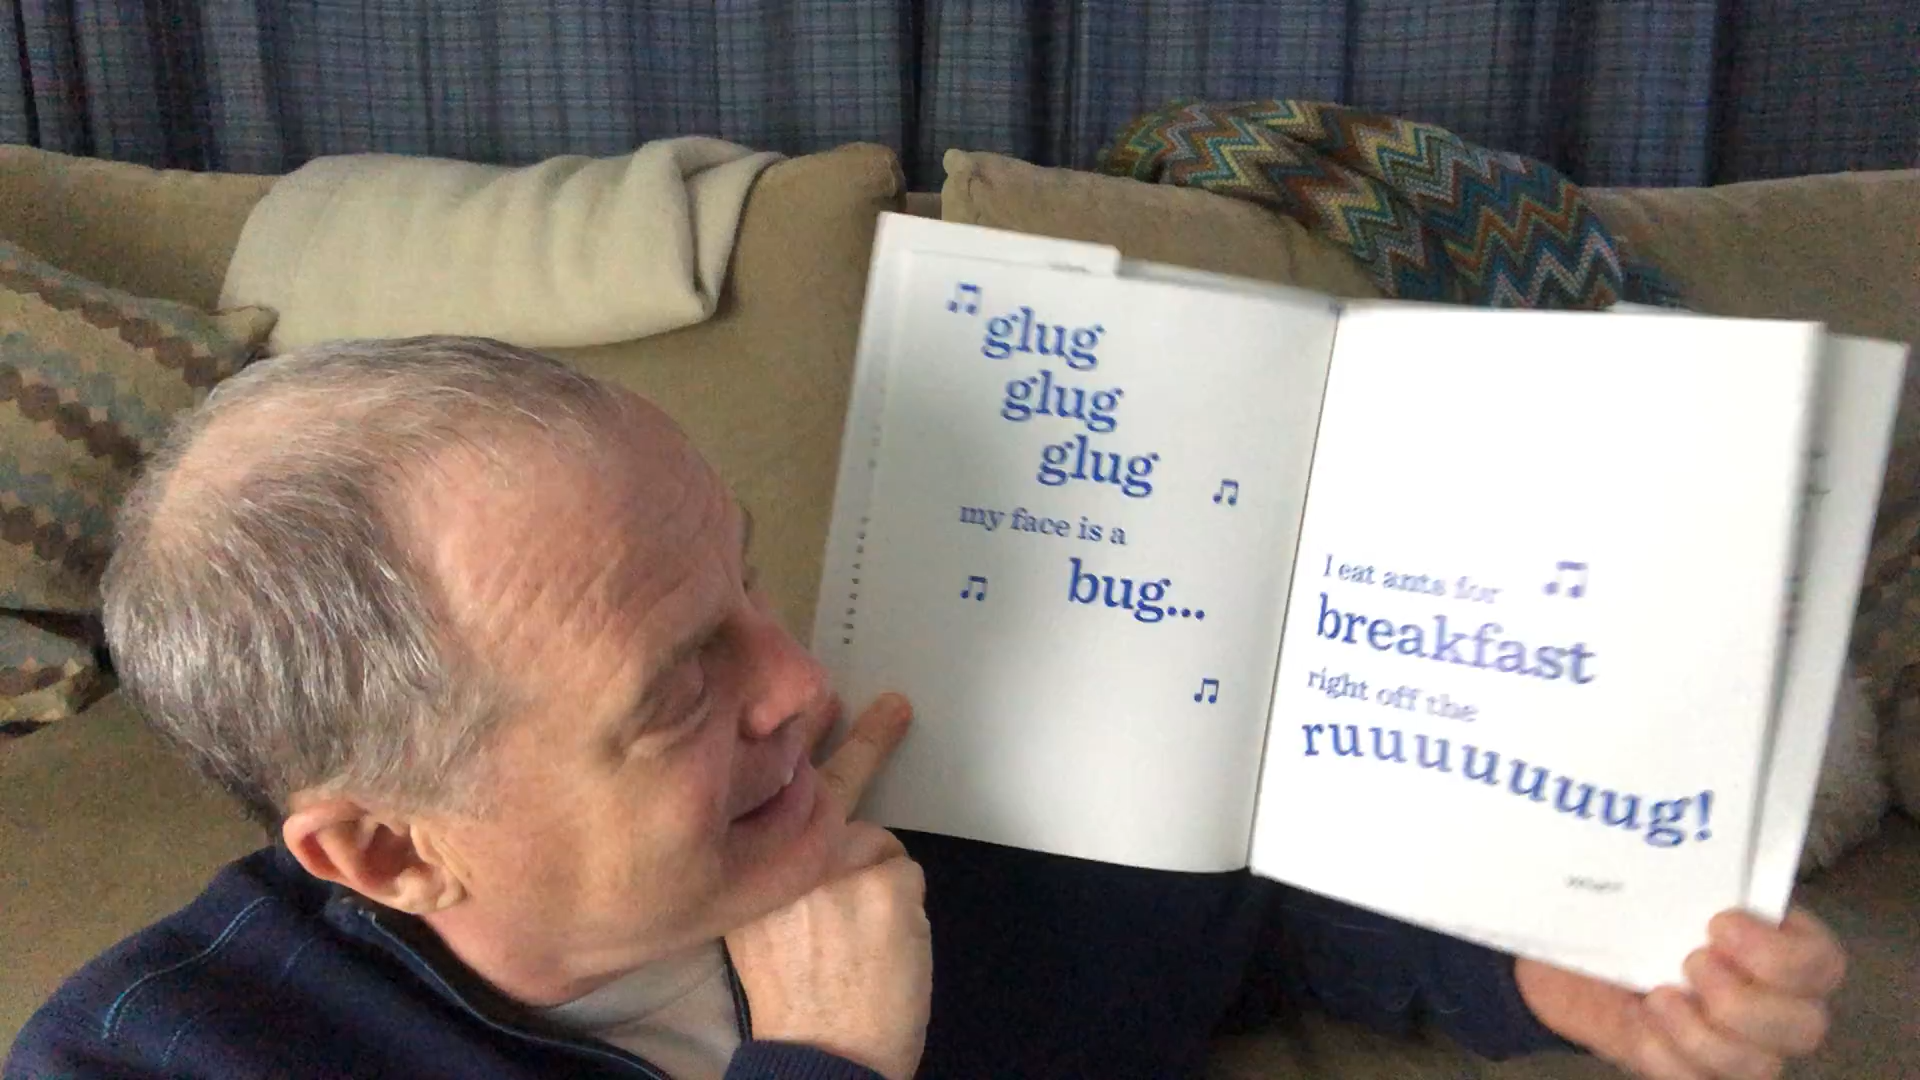 glug
glug
glug
my face is a
bug...
I eat ants for
breakfast
right off the
ruuuuuuug!